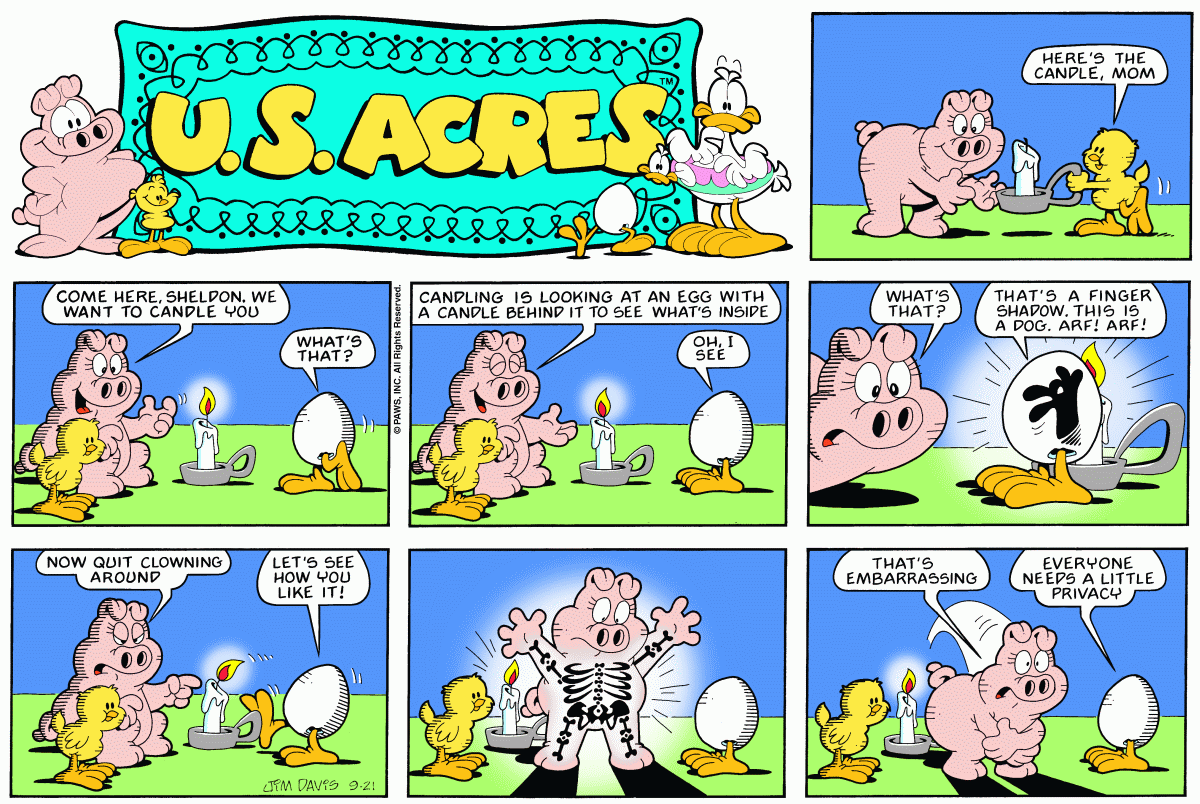 U.S. ACRES
™
HERE'S THE
CANDLE, MOM
COME HERE, SHELDON. WE
WANT TO CANDLE YOU
WHAT'S
THAT?
© PAWS, INC. All Rights Reserved.
CANDLING IS LOOKING AT AN EGG WITH
A CANDLE BEHIND IT TO SEE WHAT'S INSIDE
OH, I
SEE
WHAT'S
THAT?
THAT'S A FINGER
SHADOW. THIS IS
A DOG. ARF! ARF!
NOW QUIT CLOWNING
AROUND
LET'S SEE
HOW YOU
LIKE IT!
JIM DAVIS 9-21
THAT'S
EMBARRASSING
EVERYONE
NEEDS A LITTLE
PRIVACY